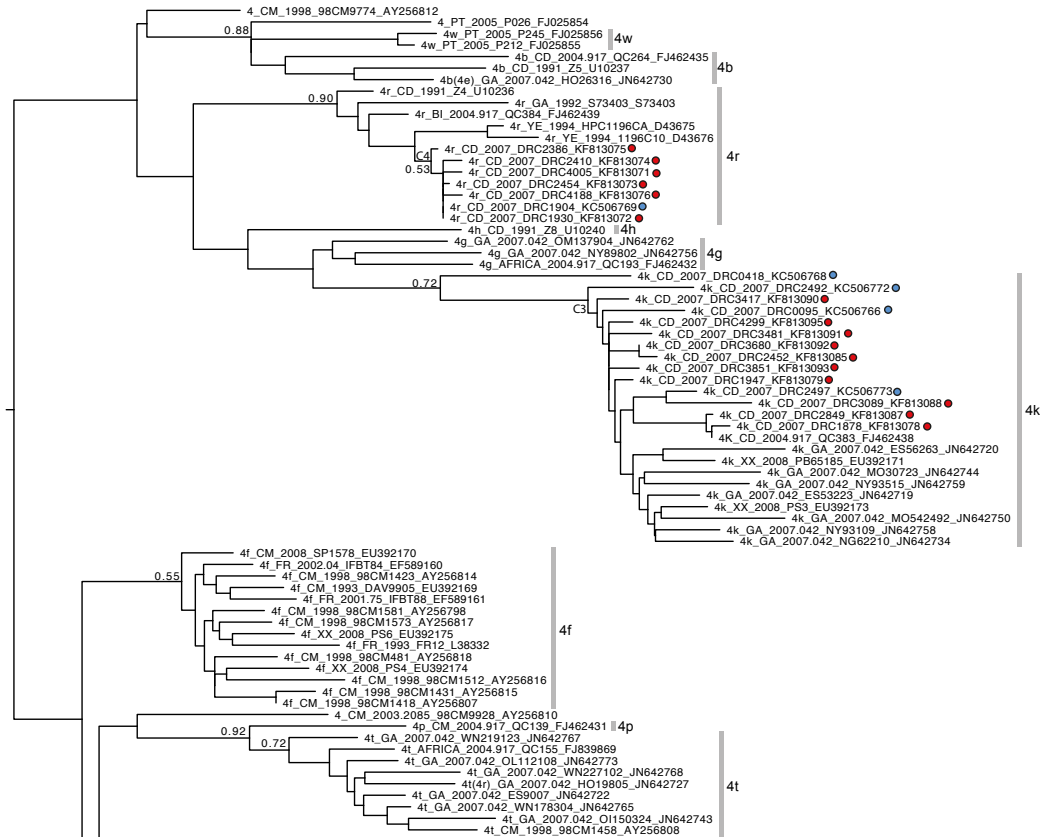 4_CM_1998_98CM9774_AY256812
0.88
4_PT_2005_P026_FJ025854
4w_PT_2005_P245_FJ025856
4w
4w_PT_2005_P212_FJ025855
4b_CD_2004.917_QC264_FJ462435
4b_CD_1991_Z5_U10237
4b
4b(4e)_GA_2007.042_HO26316_JN642730
4r_CD_1991_Z4_U10236
0.90
4r_GA_1992_S73403_S73403
4r_BI_2004.917_QC384_FJ462439
4r_YE_1994_HPC1196CA_D43675
4r_YE_1994_1196C10_D43676
4r_CD_2007_DRC2386_KF813075
C4
4r
4r_CD_2007_DRC2410_KF813074
0.53
4r_CD_2007_DRC4005_KF813071
4r_CD_2007_DRC2454_KF813073
4r_CD_2007_DRC4188_KF813076
4r_CD_2007_DRC1904_KC506769
4r_CD_2007_DRC1930_KF813072
4h_CD_1991_Z8_U10240
4h
4g_GA_2007.042_OM137904_JN642762
4g_GA_2007.042_NY89802_JN642756
4g
4g_AFRICA_2004.917_QC193_FJ462432
0.72
4k_CD_2007_DRC0418_KC506768
4k_CD_2007_DRC2492_KC506772
4k_CD_2007_DRC3417_KF813090
C3
4k_CD_2007_DRC0095_KC506766
4k_CD_2007_DRC4299_KF813095
4k_CD_2007_DRC3481_KF813091
4k_CD_2007_DRC3680_KF813092
4k_CD_2007_DRC2452_KF813085
4k_CD_2007_DRC3851_KF813093
4k_CD_2007_DRC1947_KF813079
4k_CD_2007_DRC2497_KC506773
4k_CD_2007_DRC3089_KF813088
4k
4k_CD_2007_DRC2849_KF813087
4k_CD_2007_DRC1878_KF813078
4K_CD_2004.917_QC383_FJ462438
4k_GA_2007.042_ES56263_JN642720
4k_XX_2008_PB65185_EU392171
4k_GA_2007.042_MO30723_JN642744
4k_GA_2007.042_NY93515_JN642759
4k_GA_2007.042_ES53223_JN642719
4k_XX_2008_PS3_EU392173
4k_GA_2007.042_MO542492_JN642750
4k_GA_2007.042_NY93109_JN642758
4k_GA_2007.042_NG62210_JN642734
4f_CM_2008_SP1578_EU392170
4f_FR_2002.04_IFBT84_EF589160
0.55
4f_CM_1998_98CM1423_AY256814
4f_CM_1993_DAV9905_EU392169
4f_FR_2001.75_IFBT88_EF589161
4f_CM_1998_98CM1581_AY256798
4f_CM_1998_98CM1573_AY256817
4f
4f_XX_2008_PS6_EU392175
4f_FR_1993_FR12_L38332
4f_CM_1998_98CM481_AY256818
4f_XX_2008_PS4_EU392174
4f_CM_1998_98CM1512_AY256816
4f_CM_1998_98CM1431_AY256815
4f_CM_1998_98CM1418_AY256807
4_CM_2003.2085_98CM9928_AY256810
4p_CM_2004.917_QC139_FJ462431
4p
0.92
4t_GA_2007.042_WN219123_JN642767
0.72
4t_AFRICA_2004.917_QC155_FJ839869
4t_GA_2007.042_OL112108_JN642773
4t_GA_2007.042_WN227102_JN642768
4t(4r)_GA_2007.042_HO19805_JN642727
4t
4t_GA_2007.042_ES9007_JN642722
4t_GA_2007.042_WN178304_JN642765
4t_GA_2007.042_OI150324_JN642743
4t_CM_1998_98CM1458_AY256808